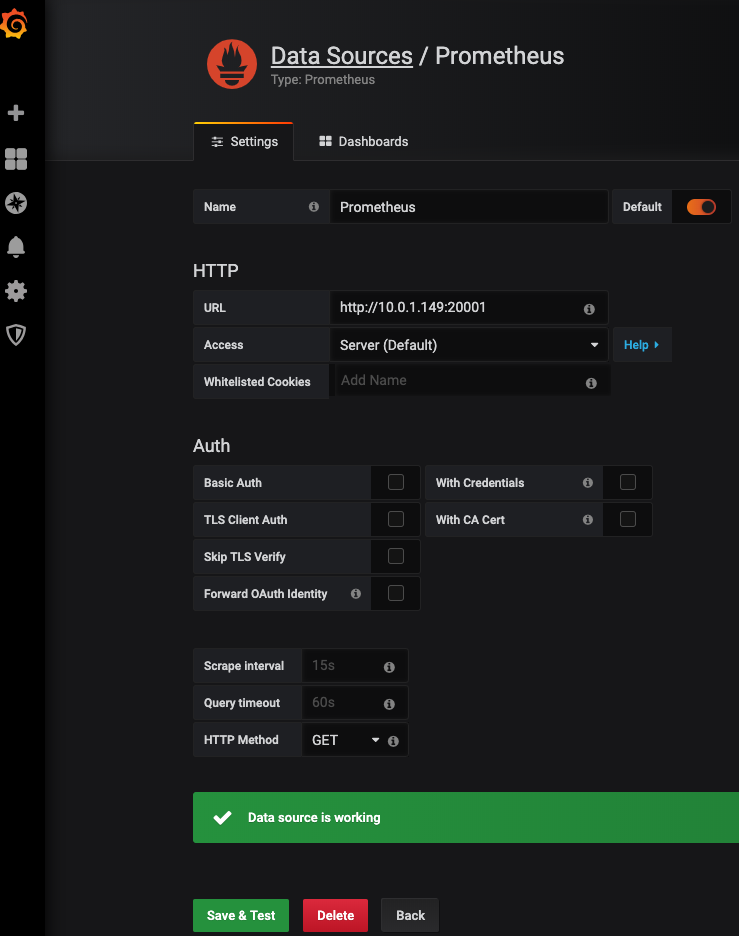 Data Sources / Prometheus
Type: Prometheus
Settings Dashboards
Name Prometheus Default
HTTP
URL http://10.0.1.149:20001
Access Server (Default) Help
Whitelisted Cookies Add Name
Auth
Basic Auth With Credentials
TLS Client Auth With CA Cert
Skip TLS Verify
Forward OAuth Identity
Scrape interval 15s
Query timeout 60s
HTTP Method GET
Data source is working
Save & Test Delete Back